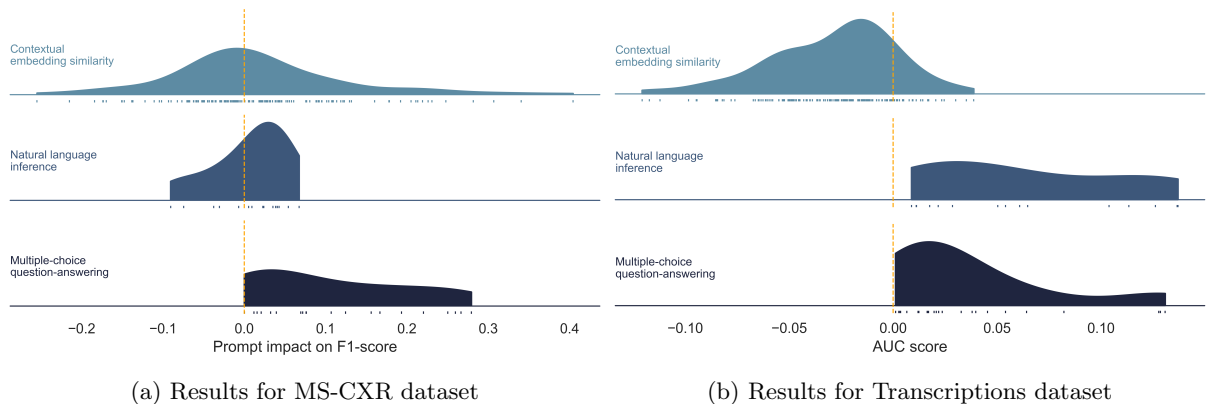 Contextual
embedding similarity
Natural language
inference
Multiple-choice
question-answering
−0.2 −0.1 0.0 0.1 0.2 0.3 0.4
Prompt impact on F1-score
(a) Results for MS-CXR dataset
Contextual
embedding similarity
Natural language
inference
Multiple-choice
question-answering
−0.10 −0.05 0.00 0.05 0.10
AUC score
(b) Results for Transcriptions dataset